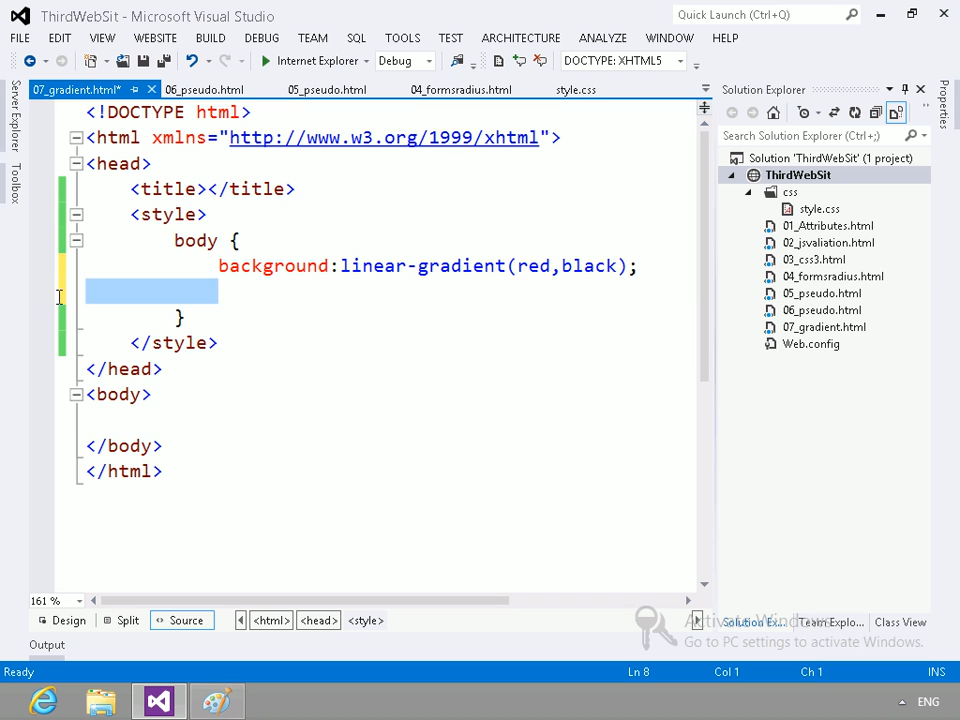 ThirdWebSit - Microsoft Visual Studio
Quick Launch (Ctrl+Q)
FILE EDIT VIEW WEBSITE BUILD DEBUG TEAM SQL TOOLS TEST ARCHITECTURE ANALYZE WINDOW HELP
Internet Explorer Debug DOCTYPE: XHTML5
Server Explorer
Toolbox
07_gradient.html* 06_pseudo.html 05_pseudo.html 04_formsradius.html style.css
<!DOCTYPE html>
<html xmlns="http://www.w3.org/1999/xhtml">
<head>
<title></title>
<style>
body {
background:linear-gradient(red,black);
}
</style>
</head>
<body>
</body>
</html>
161 %
Design Split Source <html> <head> <style>
Output
Solution Explorer
Search Solution Explorer (Ctrl+;)
Solution 'ThirdWebSit' (1 project)
ThirdWebSit
css
style.css
01_Attributes.html
02_jsvaliation.html
03_css3.html
04_formsradius.html
05_pseudo.html
06_pseudo.html
07_gradient.html
Web.config
Properties
Activate Windows
Go to PC settings to activate Windows.
Solution Ex... Team Explo... Class View
Ready Ln 8 Col 1 Ch 1 INS
ENG